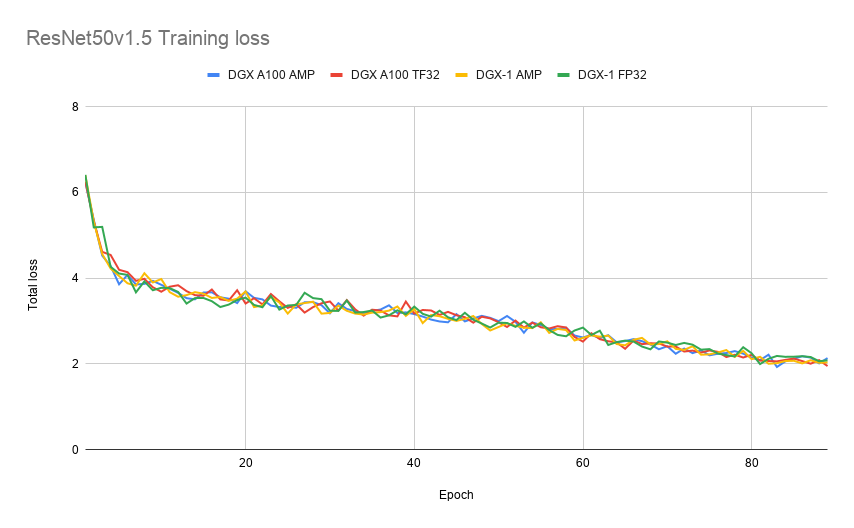 ResNet50v1.5 Training loss
DGX A100 AMP DGX A100 TF32 DGX-1 AMP DGX-1 FP32
8
6
4
2
0
Total loss
20 40 60 80
Epoch